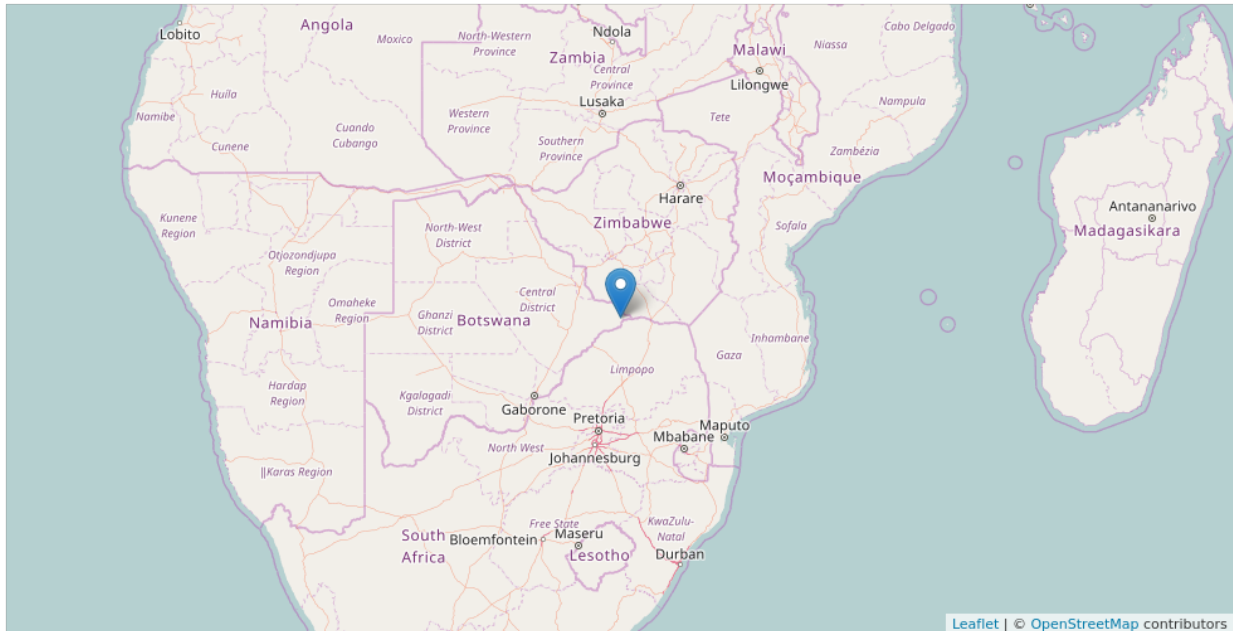 Lobito
Angola
Moxico
North-Western
Province
Ndola
Zambia
Central
Province
Malawi
Niassa
Cabo Delgado
Lilongwe
Huíla
Namibe
Cunene
Cuando
Cubango
Western
Province
Lusaka
Southern
Province
Tete
Nampula
Zambézia
Moçambique
Harare
Zimbabwe
Sofala
Antananarivo
Madagasikara
Kunene
Region
Otjozondjupa
Region
North-West
District
Omaheke
Region
Namibia
Ghanzi
District
Botswana
Central
District
Inhambane
Gaza
Limpopo
Hardap
Region
Kgalagadi
District
Gaborone
Pretoria
Johannesburg
Mbabane
Maputo
North West
||Karas Region
South
Africa
Bloemfontein
Free State
Maseru
Lesotho
KwaZulu-
Natal
Durban
Leaflet | © OpenStreetMap contributors